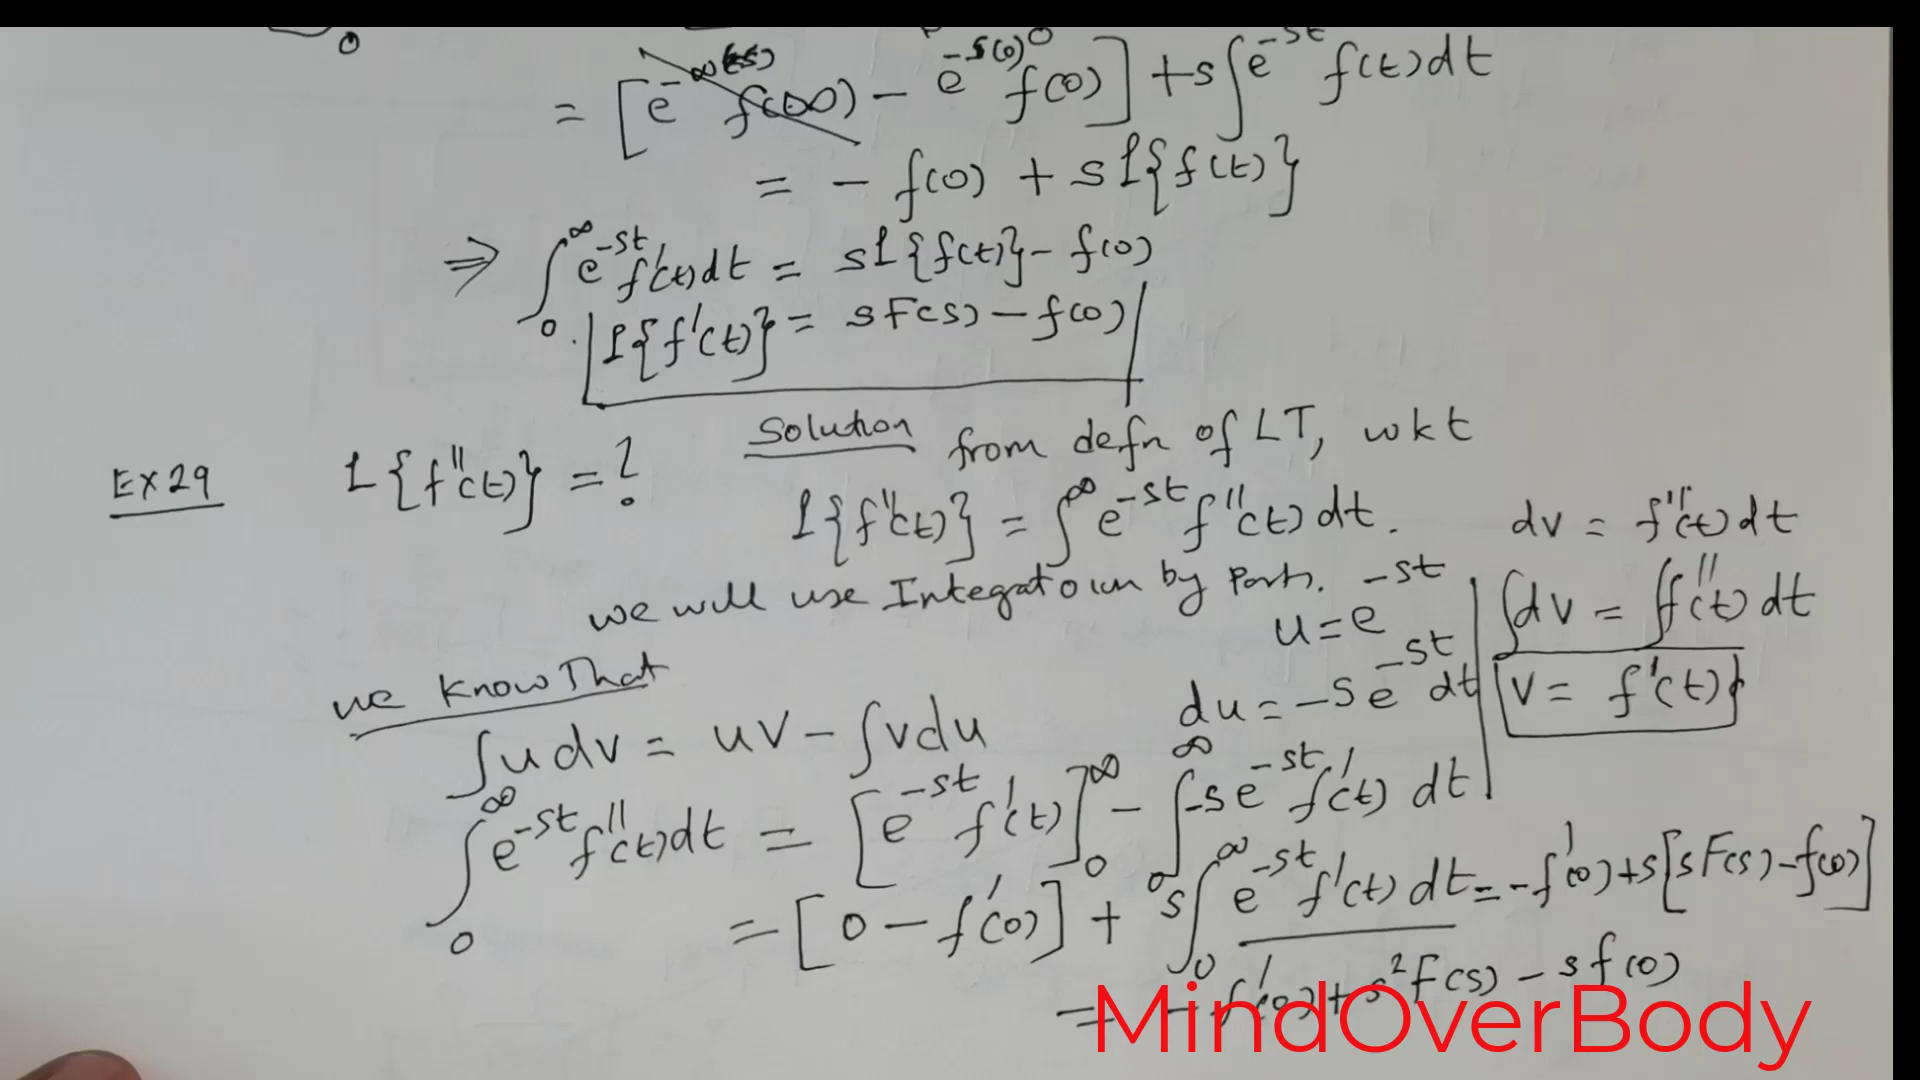 0
= [e^{-∞(s)} f(∞) - e^{-s(0)} f(0)] + s∫e^{-st} f(t)dt
= - f(0) + s L{f(t)}
⇒ ∫_0^∞ e^{-st} f'(t)dt = s L{f(t)} - f(0)
L{f'(t)} = sF(s) - f(0)
Solution from defn of LT, wkt
EX 29 L{f''(t)} = ?
L{f''(t)} = ∫_0^∞ e^{-st} f''(t) dt. dv = f''(t)dt
we will use Integration by Parts. u = e^{-st} ∫dv = ∫f''(t) dt
we know That du = -s e^{-st} dt v = f'(t)
∫u dv = uv - ∫v du
∫_0^∞ e^{-st} f''(t)dt = [e^{-st} f'(t)]_0^∞ - ∫_0^∞ -s e^{-st} f'(t) dt
= [0 - f'(0)] + s∫_0^∞ e^{-st} f'(t) dt = -f'(0) + s[sF(s) - f(0)]
= - f'(0) + s²F(s) - s f(0)
MindOverBody